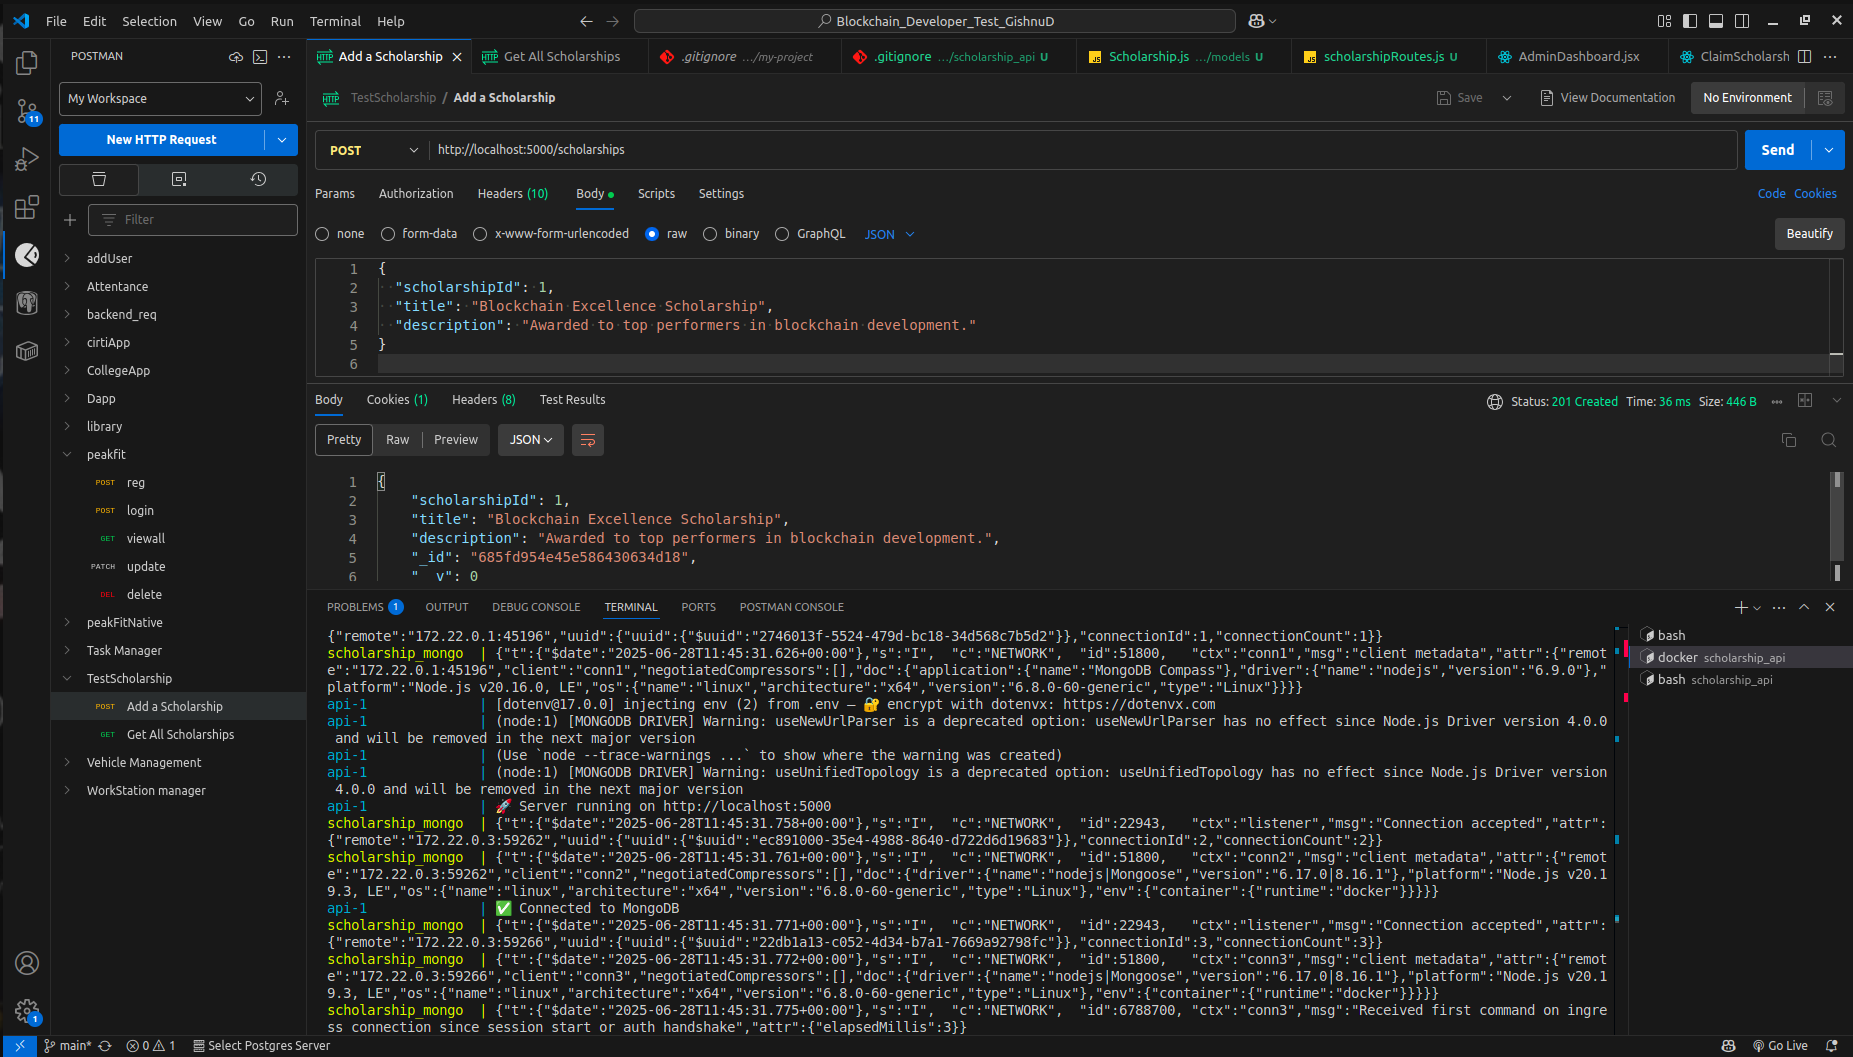 File Edit Selection View Go Run Terminal Help
Blockchain_Developer_Test_GishnuD
POSTMAN
My Workspace
New HTTP Request
Filter
addUser
Attentance
backend_req
cirtiApp
CollegeApp
Dapp
library
peakfit
POST reg
POST login
GET viewall
PATCH update
DEL delete
peakFitNative
Task Manager
TestScholarship
POST Add a Scholarship
GET Get All Scholarships
Vehicle Management
WorkStation manager
11
1
HTTP Add a Scholarship
HTTP Get All Scholarships
.gitignore .../my-project
.gitignore .../scholarship_api U
JS Scholarship.js .../models U
JS scholarshipRoutes.js U
AdminDashboard.jsx
ClaimScholarsh
HTTP TestScholarship / Add a Scholarship
Save
View Documentation
No Environment
POST http://localhost:5000/scholarships
Send
Params Authorization Headers (10) Body Scripts Settings
Code Cookies
none form-data x-www-form-urlencoded raw binary GraphQL JSON
Beautify
1 {
2 "scholarshipId": 1,
3 "title": "Blockchain Excellence Scholarship",
4 "description": "Awarded to top performers in blockchain development."
5 }
6
Body Cookies (1) Headers (8) Test Results
Status: 201 Created Time: 36 ms Size: 446 B
Pretty Raw Preview JSON
1 {
2 "scholarshipId": 1,
3 "title": "Blockchain Excellence Scholarship",
4 "description": "Awarded to top performers in blockchain development.",
5 "_id": "685fd954e45e586430634d18",
6 "__v": 0
PROBLEMS 1 OUTPUT DEBUG CONSOLE TERMINAL PORTS POSTMAN CONSOLE
{"remote":"172.22.0.1:45196","uuid":{"uuid":{"$uuid":"2746013f-5524-479d-bc18-34d568c7b5d2"}},"connectionId":1,"connectionCount":1}}
scholarship_mongo | {"t":{"$date":"2025-06-28T11:45:31.626+00:00"},"s":"I", "c":"NETWORK", "id":51800, "ctx":"conn1","msg":"client metadata","attr":{"remot
e":"172.22.0.1:45196","client":"conn1","negotiatedCompressors":[],"doc":{"application":{"name":"MongoDB Compass"},"driver":{"name":"nodejs","version":"6.9.0"},"
platform":"Node.js v20.16.0, LE","os":{"name":"linux","architecture":"x64","version":"6.8.0-60-generic","type":"Linux"}}}}
api-1 | [dotenv@17.0.0] injecting env (2) from .env – 🔐 encrypt with dotenvx: https://dotenvx.com
api-1 | (node:1) [MONGODB DRIVER] Warning: useNewUrlParser is a deprecated option: useNewUrlParser has no effect since Node.js Driver version 4.0.0
and will be removed in the next major version
api-1 | (Use `node --trace-warnings ...` to show where the warning was created)
api-1 | (node:1) [MONGODB DRIVER] Warning: useUnifiedTopology is a deprecated option: useUnifiedTopology has no effect since Node.js Driver version
4.0.0 and will be removed in the next major version
api-1 | 🚀 Server running on http://localhost:5000
scholarship_mongo | {"t":{"$date":"2025-06-28T11:45:31.758+00:00"},"s":"I", "c":"NETWORK", "id":22943, "ctx":"listener","msg":"Connection accepted","attr":
{"remote":"172.22.0.3:59262","uuid":{"uuid":{"$uuid":"ec891000-35e4-4988-8640-d722d6d19683"}},"connectionId":2,"connectionCount":2}}
scholarship_mongo | {"t":{"$date":"2025-06-28T11:45:31.761+00:00"},"s":"I", "c":"NETWORK", "id":51800, "ctx":"conn2","msg":"client metadata","attr":{"remot
e":"172.22.0.3:59262","client":"conn2","negotiatedCompressors":[],"doc":{"driver":{"name":"nodejs|Mongoose","version":"6.17.0|8.16.1"},"platform":"Node.js v20.1
9.3, LE","os":{"name":"linux","architecture":"x64","version":"6.8.0-60-generic","type":"Linux"},"env":{"container":{"runtime":"docker"}}}}}
api-1 | ✅ Connected to MongoDB
scholarship_mongo | {"t":{"$date":"2025-06-28T11:45:31.771+00:00"},"s":"I", "c":"NETWORK", "id":22943, "ctx":"listener","msg":"Connection accepted","attr":
{"remote":"172.22.0.3:59266","uuid":{"uuid":{"$uuid":"22db1a13-c052-4d34-b7a1-7669a92798fc"}},"connectionId":3,"connectionCount":3}}
scholarship_mongo | {"t":{"$date":"2025-06-28T11:45:31.772+00:00"},"s":"I", "c":"NETWORK", "id":51800, "ctx":"conn3","msg":"client metadata","attr":{"remot
e":"172.22.0.3:59266","client":"conn3","negotiatedCompressors":[],"doc":{"driver":{"name":"nodejs|Mongoose","version":"6.17.0|8.16.1"},"platform":"Node.js v20.1
9.3, LE","os":{"name":"linux","architecture":"x64","version":"6.8.0-60-generic","type":"Linux"},"env":{"container":{"runtime":"docker"}}}}}
scholarship_mongo | {"t":{"$date":"2025-06-28T11:45:31.775+00:00"},"s":"I", "c":"NETWORK", "id":6788700, "ctx":"conn3","msg":"Received first command on ingre
ss connection since session start or auth handshake","attr":{"elapsedMillis":3}}
bash
docker scholarship_api
bash scholarship_api
main* 0 1 Select Postgres Server
Go Live